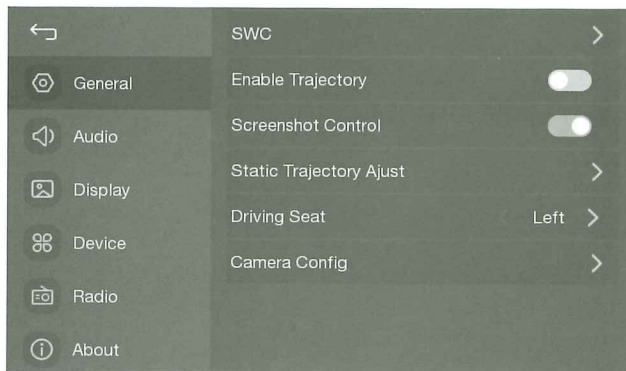 SWC
General
Enable Trajectory
Audio
Screenshot Control
Display
Static Trajectory Ajust
Device
Driving Seat Left
Radio
Camera Config
About